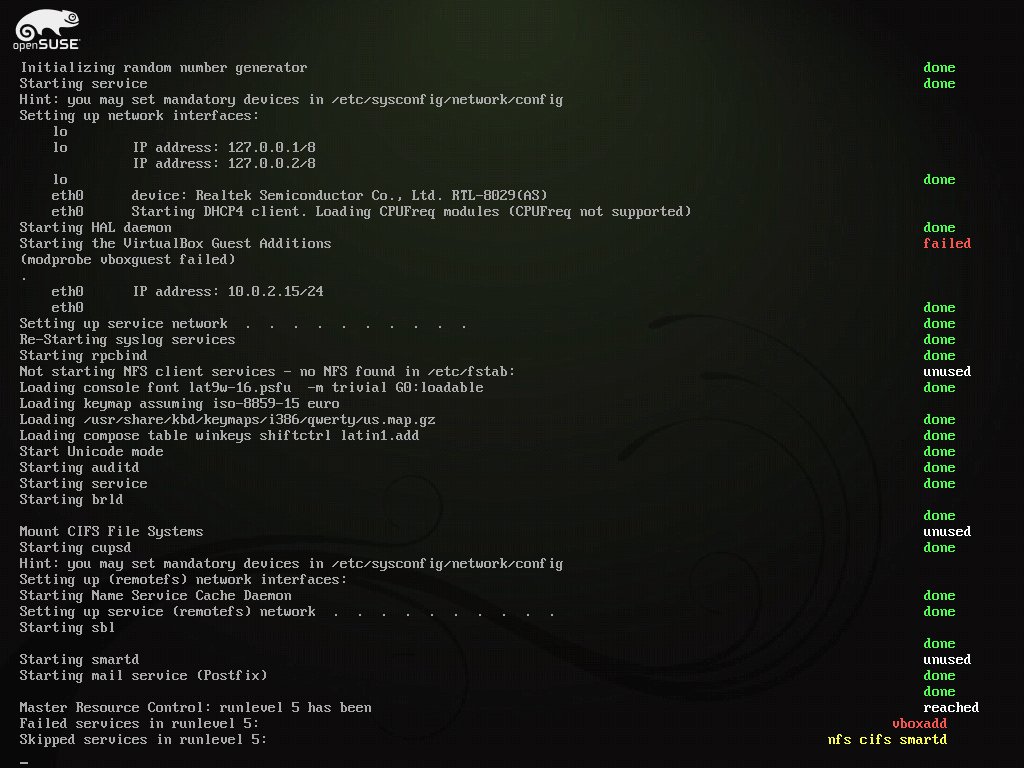 openSUSE
Initializing random number generator done
Starting service done
Hint: you may set mandatory devices in /etc/sysconfig/network/config
Setting up network interfaces:
lo
lo IP address: 127.0.0.1/8
IP address: 127.0.0.2/8
lo done
eth0 device: Realtek Semiconductor Co., Ltd. RTL-8029(AS)
eth0 Starting DHCP4 client. Loading CPUFreq modules (CPUFreq not supported)
Starting HAL daemon done
Starting the VirtualBox Guest Additions failed
(modprobe vboxguest failed)
.
eth0 IP address: 10.0.2.15/24
eth0 done
Setting up service network . . . . . . . . . . done
Re-Starting syslog services done
Starting rpcbind done
Not starting NFS client services - no NFS found in /etc/fstab: unused
Loading console font lat9w-16.psfu -m trivial G0:loadable done
Loading keymap assuming iso-8859-15 euro
Loading /usr/share/kbd/keymaps/i386/qwerty/us.map.gz done
Loading compose table winkeys shiftctrl latin1.add done
Start Unicode mode done
Starting auditd done
Starting service done
Starting brld
done
Mount CIFS File Systems unused
Starting cupsd done
Hint: you may set mandatory devices in /etc/sysconfig/network/config
Setting up (remotefs) network interfaces:
Starting Name Service Cache Daemon done
Setting up service (remotefs) network . . . . . . . . . . done
Starting sbl
done
Starting smartd unused
Starting mail service (Postfix) done
done
Master Resource Control: runlevel 5 has been reached
Failed services in runlevel 5: vboxadd
Skipped services in runlevel 5: nfs cifs smartd
_